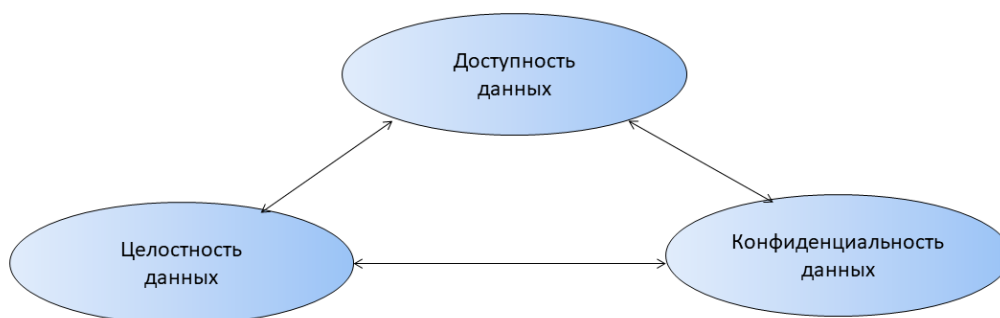 Доступность
данных
Целостность
данных
Конфиденциальность
данных